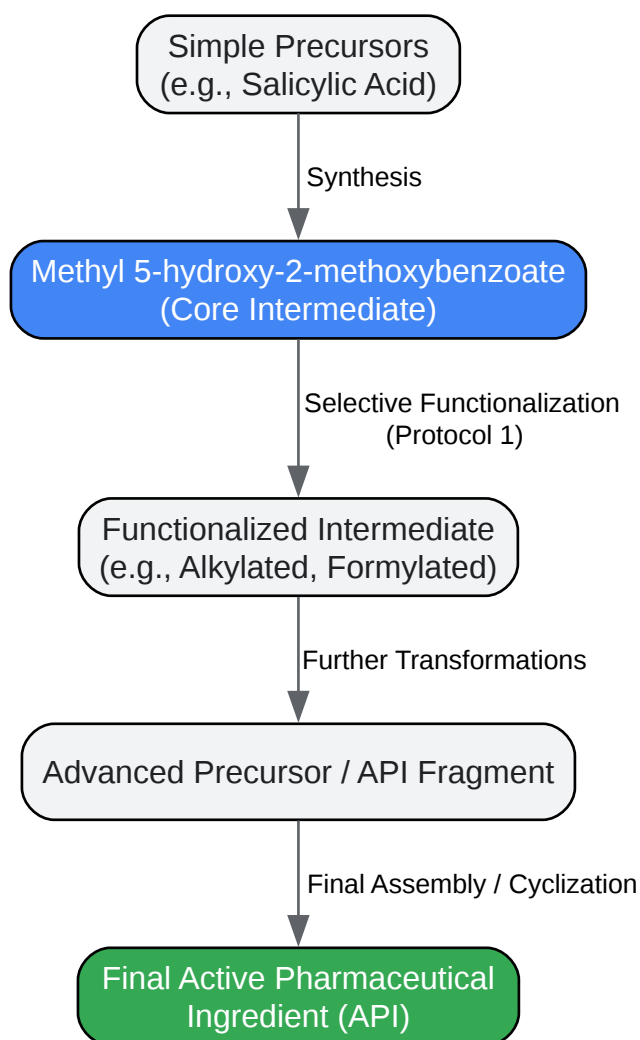 Simple Precursors
(e.g., Salicylic Acid)
Synthesis
Methyl 5-hydroxy-2-methoxybenzoate
(Core Intermediate)
Selective Functionalization
(Protocol 1)
Functionalized Intermediate
(e.g., Alkylated, Formylated)
Further Transformations
Advanced Precursor / API Fragment
Final Assembly / Cyclization
Final Active Pharmaceutical
Ingredient (API)